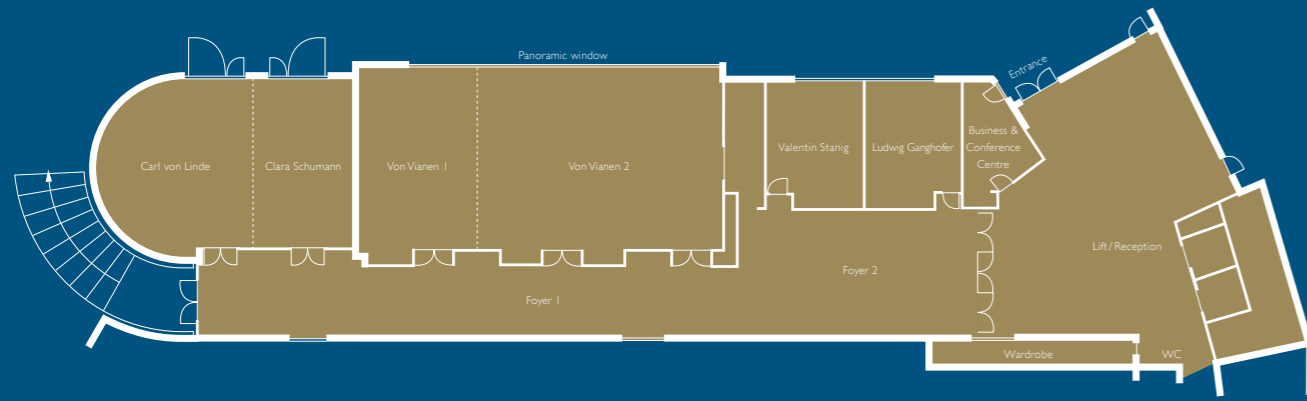 Panoramic window
Entrance
Carl von Linde
Clara Schumann
Von Vianen 1
Von Vianen 2
Valentin Stanig
Ludwig Ganghofer
Business &
Conference
Centre
Lift / Reception
Foyer 1
Foyer 2
Wardrobe
WC